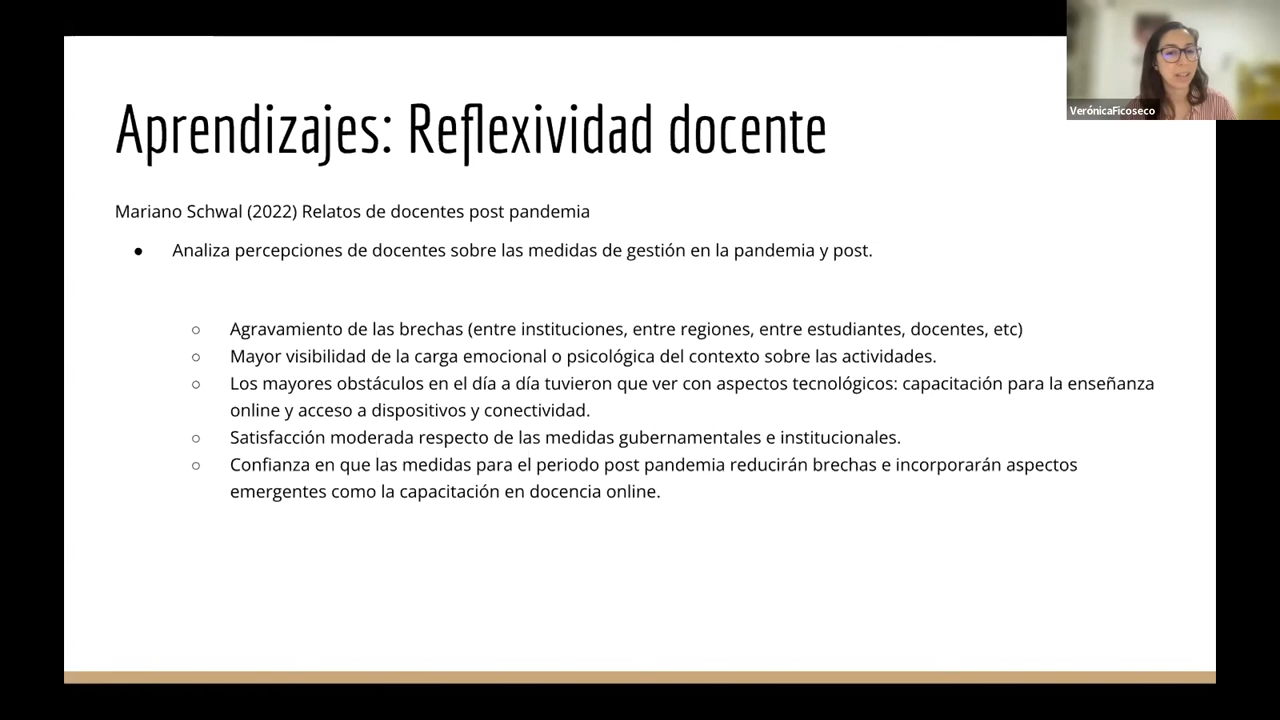 Aprendizajes: Reflexividad docente
VerónicaFicoseco
Mariano Schwal (2022) Relatos de docentes post pandemia
● Analiza percepciones de docentes sobre las medidas de gestión en la pandemia y post.
○ Agravamiento de las brechas (entre instituciones, entre regiones, entre estudiantes, docentes, etc)
○ Mayor visibilidad de la carga emocional o psicológica del contexto sobre las actividades.
○ Los mayores obstáculos en el día a día tuvieron que ver con aspectos tecnológicos: capacitación para la enseñanza
online y acceso a dispositivos y conectividad.
○ Satisfacción moderada respecto de las medidas gubernamentales e institucionales.
○ Confianza en que las medidas para el periodo post pandemia reducirán brechas e incorporarán aspectos
emergentes como la capacitación en docencia online.